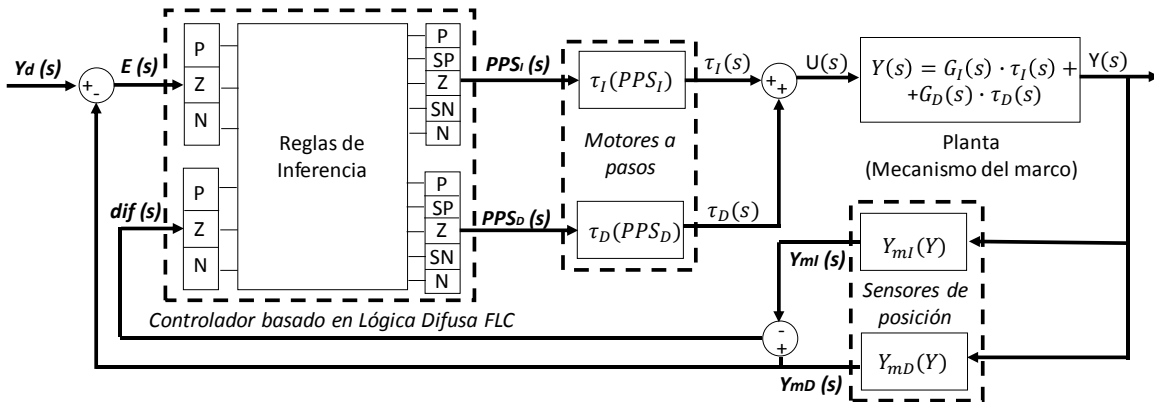 Yd (s)
+
-
E (s)
dif (s)
P
Z
N
P
Z
N
Reglas de
Inferencia
P
SP
Z
SN
N
P
SP
Z
SN
N
Controlador basado en Lógica Difusa FLC
PPSI (s)
PPSD (s)
τI(PPSI)
Motores a
pasos
τD(PPSD)
τI(s)
τD(s)
+
+
U(s)
Y(s) = GI(s) · τI(s) +
+GD(s) · τD(s)
Y(s)
Planta
(Mecanismo del marco)
YmI(Y)
Sensores de
posición
YmD(Y)
YmI (s)
-
+
YmD (s)